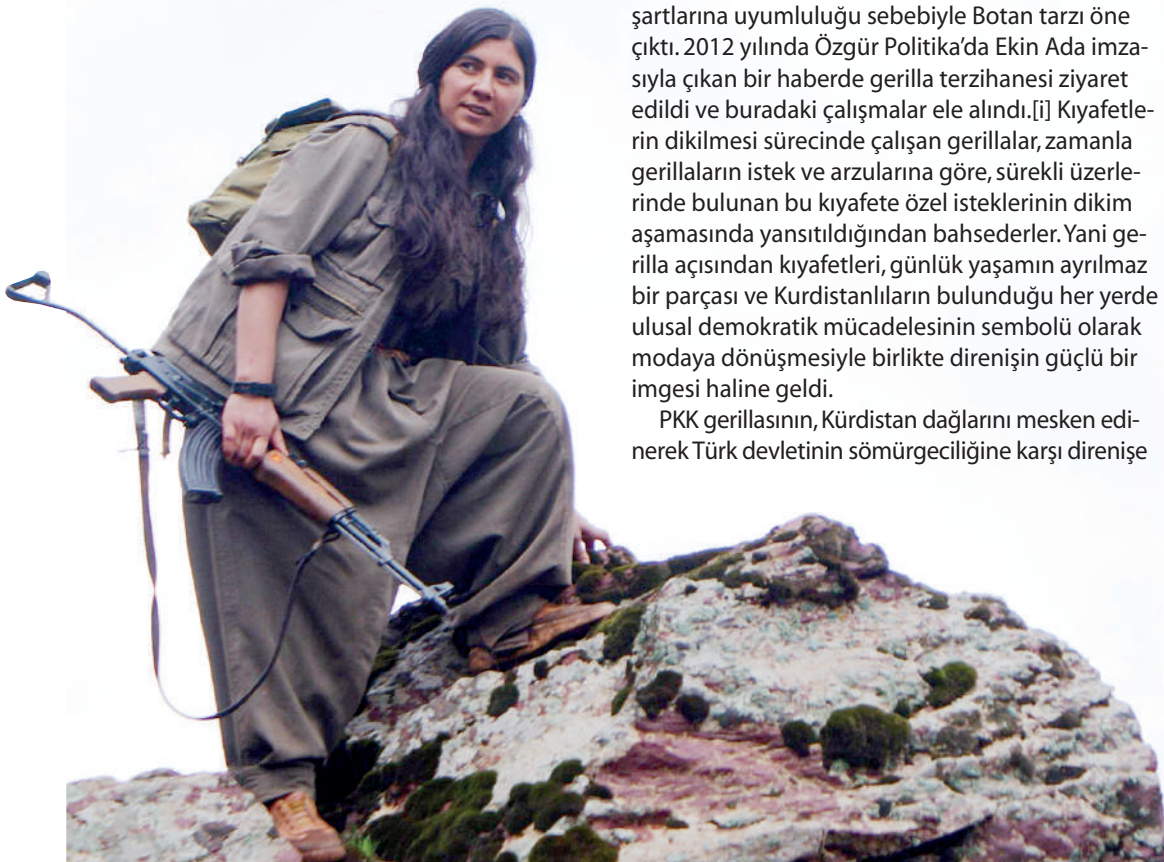 şartlarına uyumluluğu sebebiyle Botan tarzı öne
çıktı. 2012 yılında Özgür Politika’da Ekin Ada imza-
sıyla çıkan bir haberde gerilla terzihanesi ziyaret
edildi ve buradaki çalışmalar ele alındı.[i] Kıyafetle-
rin dikilmesi sürecinde çalışan gerillalar, zamanla
gerillaların istek ve arzularına göre, sürekli üzerle-
rinde bulunan bu kıyafete özel isteklerinin dikim
aşamasında yansıtıldığından bahsederler. Yani ge-
rilla açısından kıyafetleri, günlük yaşamın ayrılmaz
bir parçası ve Kurdistanlıların bulunduğu her yerde
ulusal demokratik mücadelesinin sembolü olarak
modaya dönüşmesiyle birlikte direnişin güçlü bir
imgesi haline geldi.
PKK gerillasının, Kürdistan dağlarını mesken edi-
nerek Türk devletinin sömürgeciliğine karşı direnişe